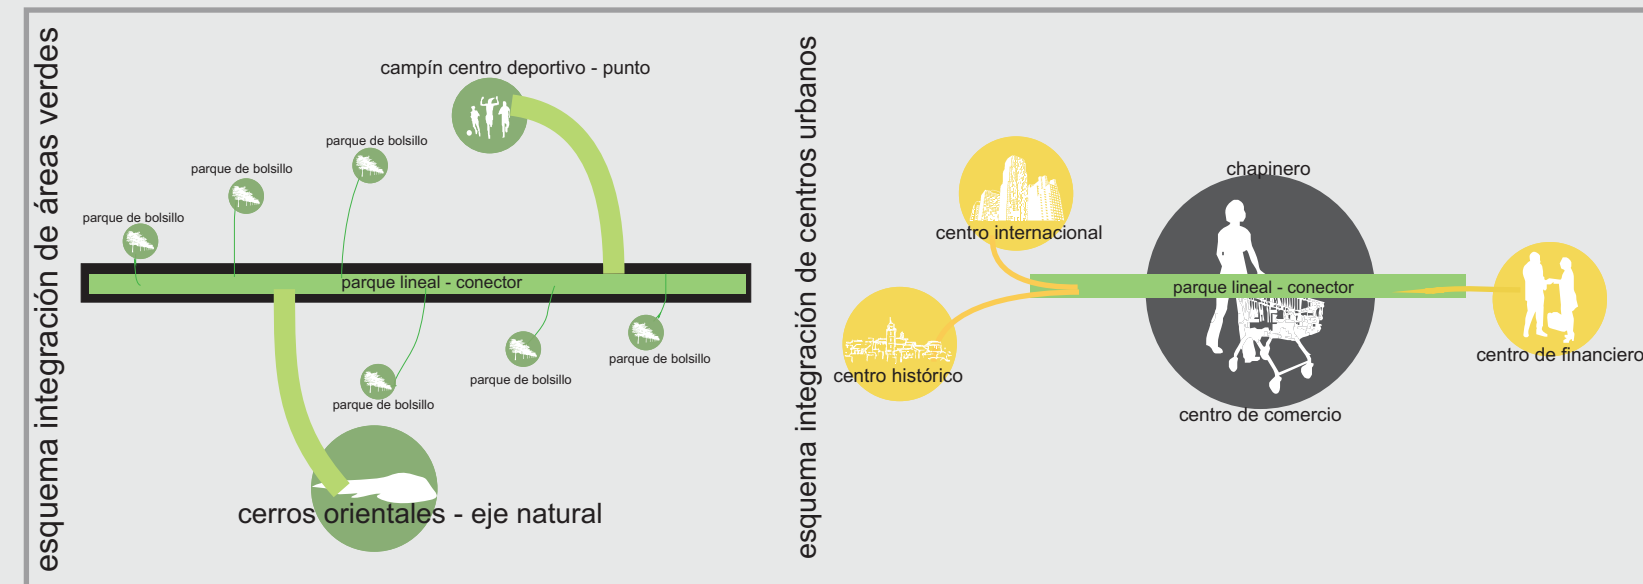 esquema integración de áreas verdes
campín centro deportivo - punto
parque de bolsillo
parque de bolsillo
parque de bolsillo
parque lineal - conector
parque de bolsillo
parque de bolsillo
parque de bolsillo
cerros orientales - eje natural
esquema integración de centros urbanos
chapinero
centro internacional
parque lineal - conector
centro de financiero
centro histórico
centro de comercio